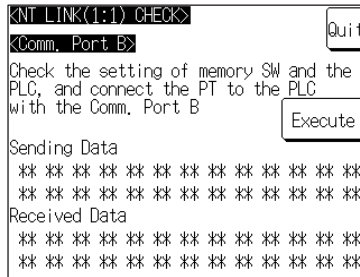 <NT LINK(1:1) CHECK>
Quit
<Comm. Port B>
Check the setting of memory SW and the
PLC, and connect the PT to the PLC
with the Comm. Port B
Execute
Sending Data
** ** ** ** ** ** ** ** ** **
** ** ** ** ** ** ** ** ** **
Received Data
** ** ** ** ** ** ** ** ** **
** ** ** ** ** ** ** ** ** **